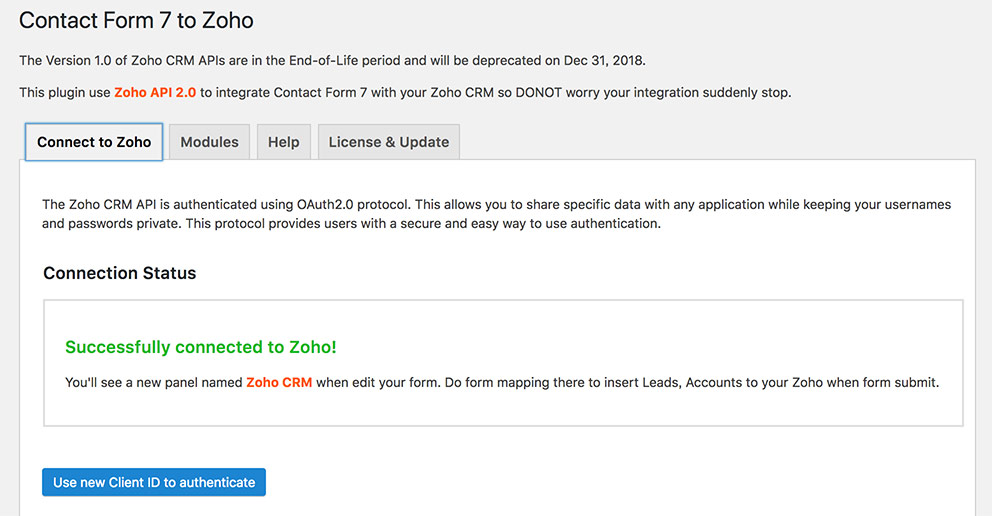 Contact Form 7 to Zoho
The Version 1.0 of Zoho CRM APIs are in the End-of-Life period and will be deprecated on Dec 31, 2018.
This plugin use Zoho API 2.0 to integrate Contact Form 7 with your Zoho CRM so DONOT worry your integration suddenly stop.
Connect to Zoho Modules Help License & Update
The Zoho CRM API is authenticated using OAuth2.0 protocol. This allows you to share specific data with any application while keeping your usernames
and passwords private. This protocol provides users with a secure and easy way to use authentication.
Connection Status
Successfully connected to Zoho!
You'll see a new panel named Zoho CRM when edit your form. Do form mapping there to insert Leads, Accounts to your Zoho when form submit.
Use new Client ID to authenticate